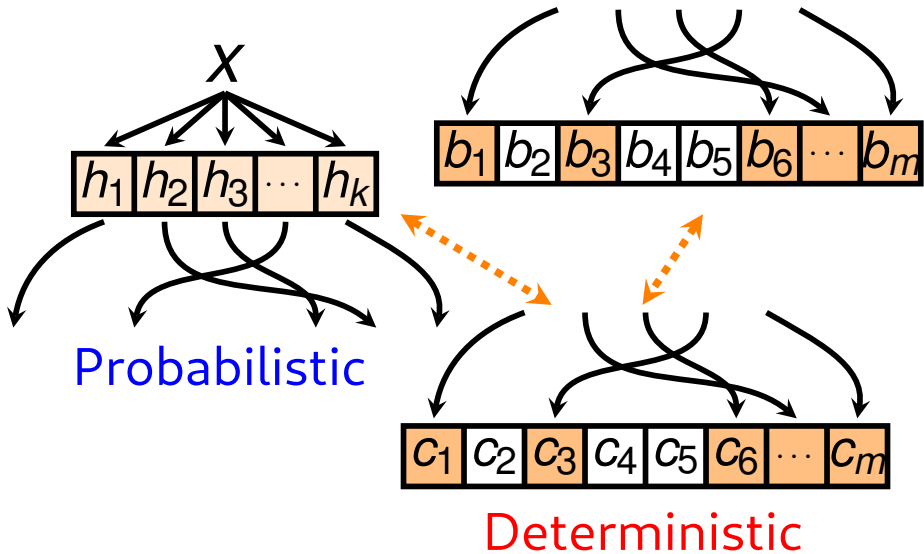 x
h1 h2 h3 ... hk
b1 b2 b3 b4 b5 b6 ... bm
Probabilistic
c1 c2 c3 c4 c5 c6 ... cm
Deterministic